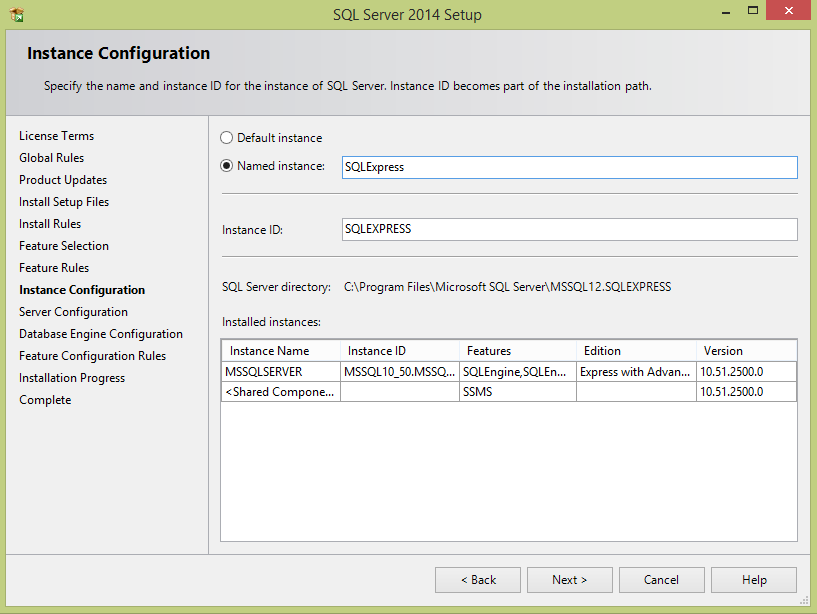 SQL Server 2014 Setup
Instance Configuration
Specify the name and instance ID for the instance of SQL Server. Instance ID becomes part of the installation path.
License Terms
Global Rules
Product Updates
Install Setup Files
Install Rules
Feature Selection
Feature Rules
Instance Configuration
Server Configuration
Database Engine Configuration
Feature Configuration Rules
Installation Progress
Complete
Default instance
Named instance: SQLExpress
Instance ID: SQLEXPRESS
SQL Server directory: C:\Program Files\Microsoft SQL Server\MSSQL12.SQLEXPRESS
Installed instances:
Instance Name Instance ID Features Edition Version
MSSQLSERVER MSSQL10_50.MSSQ... SQLEngine,SQLEn... Express with Advan... 10.51.2500.0
<Shared Compone... SSMS 10.51.2500.0
< Back Next > Cancel Help